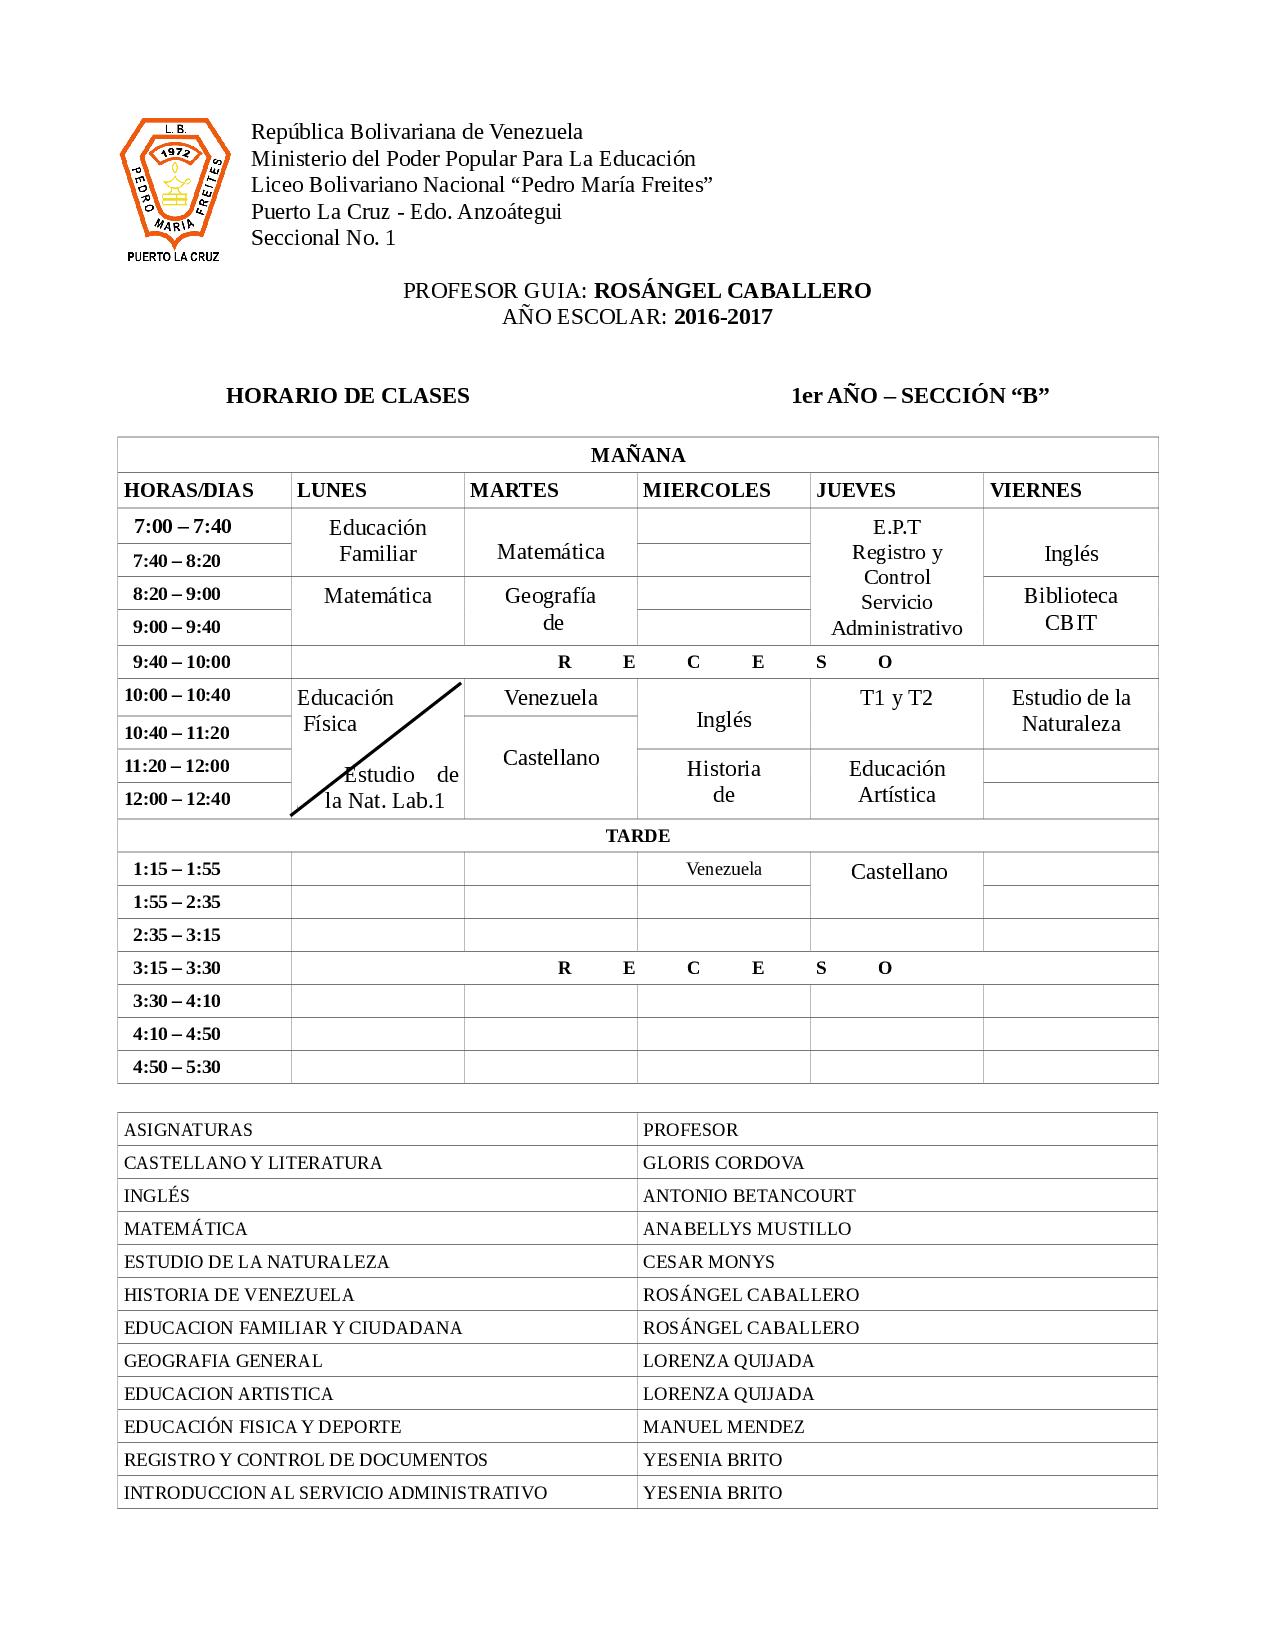 L. B.
1972
PEDRO MARIA FREITES
PUERTO LA CRUZ
República Bolivariana de Venezuela
Ministerio del Poder Popular Para La Educación
Liceo Bolivariano Nacional “Pedro María Freites”
Puerto La Cruz - Edo. Anzoátegui
Seccional No. 1
PROFESOR GUIA: ROSÁNGEL CABALLERO
AÑO ESCOLAR: 2016-2017
HORARIO DE CLASES 1er AÑO – SECCIÓN “B”
MAÑANA
HORAS/DIAS LUNES MARTES MIERCOLES JUEVES VIERNES
7:00 – 7:40
7:40 – 8:20
Educación
Familiar
Matemática
E.P.T
Registro y
Control
Servicio
Administrativo
Inglés
8:20 – 9:00
9:00 – 9:40
Matemática
Geografía
de
Biblioteca
CBIT
9:40 – 10:00 R E C E S O
10:00 – 10:40
10:40 – 11:20
11:20 – 12:00
12:00 – 12:40
Educación
Física
Estudio de
la Nat. Lab.1
Venezuela
Castellano
Inglés
Historia
de
T1 y T2
Educación
Artística
Estudio de la
Naturaleza
TARDE
1:15 – 1:55 Venezuela Castellano
1:55 – 2:35
2:35 – 3:15
3:15 – 3:30 R E C E S O
3:30 – 4:10
4:10 – 4:50
4:50 – 5:30
ASIGNATURAS PROFESOR
CASTELLANO Y LITERATURA GLORIS CORDOVA
INGLÉS ANTONIO BETANCOURT
MATEMÁTICA ANABELLYS MUSTILLO
ESTUDIO DE LA NATURALEZA CESAR MONYS
HISTORIA DE VENEZUELA ROSÁNGEL CABALLERO
EDUCACION FAMILIAR Y CIUDADANA ROSÁNGEL CABALLERO
GEOGRAFIA GENERAL LORENZA QUIJADA
EDUCACION ARTISTICA LORENZA QUIJADA
EDUCACIÓN FISICA Y DEPORTE MANUEL MENDEZ
REGISTRO Y CONTROL DE DOCUMENTOS YESENIA BRITO
INTRODUCCION AL SERVICIO ADMINISTRATIVO YESENIA BRITO